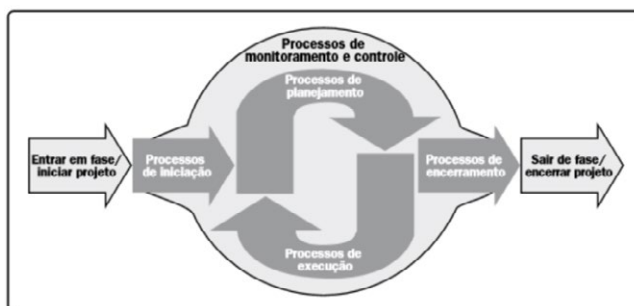 Processos de
monitoramento e controle
Processos de
planejamento
Entrar em fase/
iniciar projeto
Processos
de iniciação
Processos de
encerramento
Sair de fase/
encerrar projeto
Processos de
execução